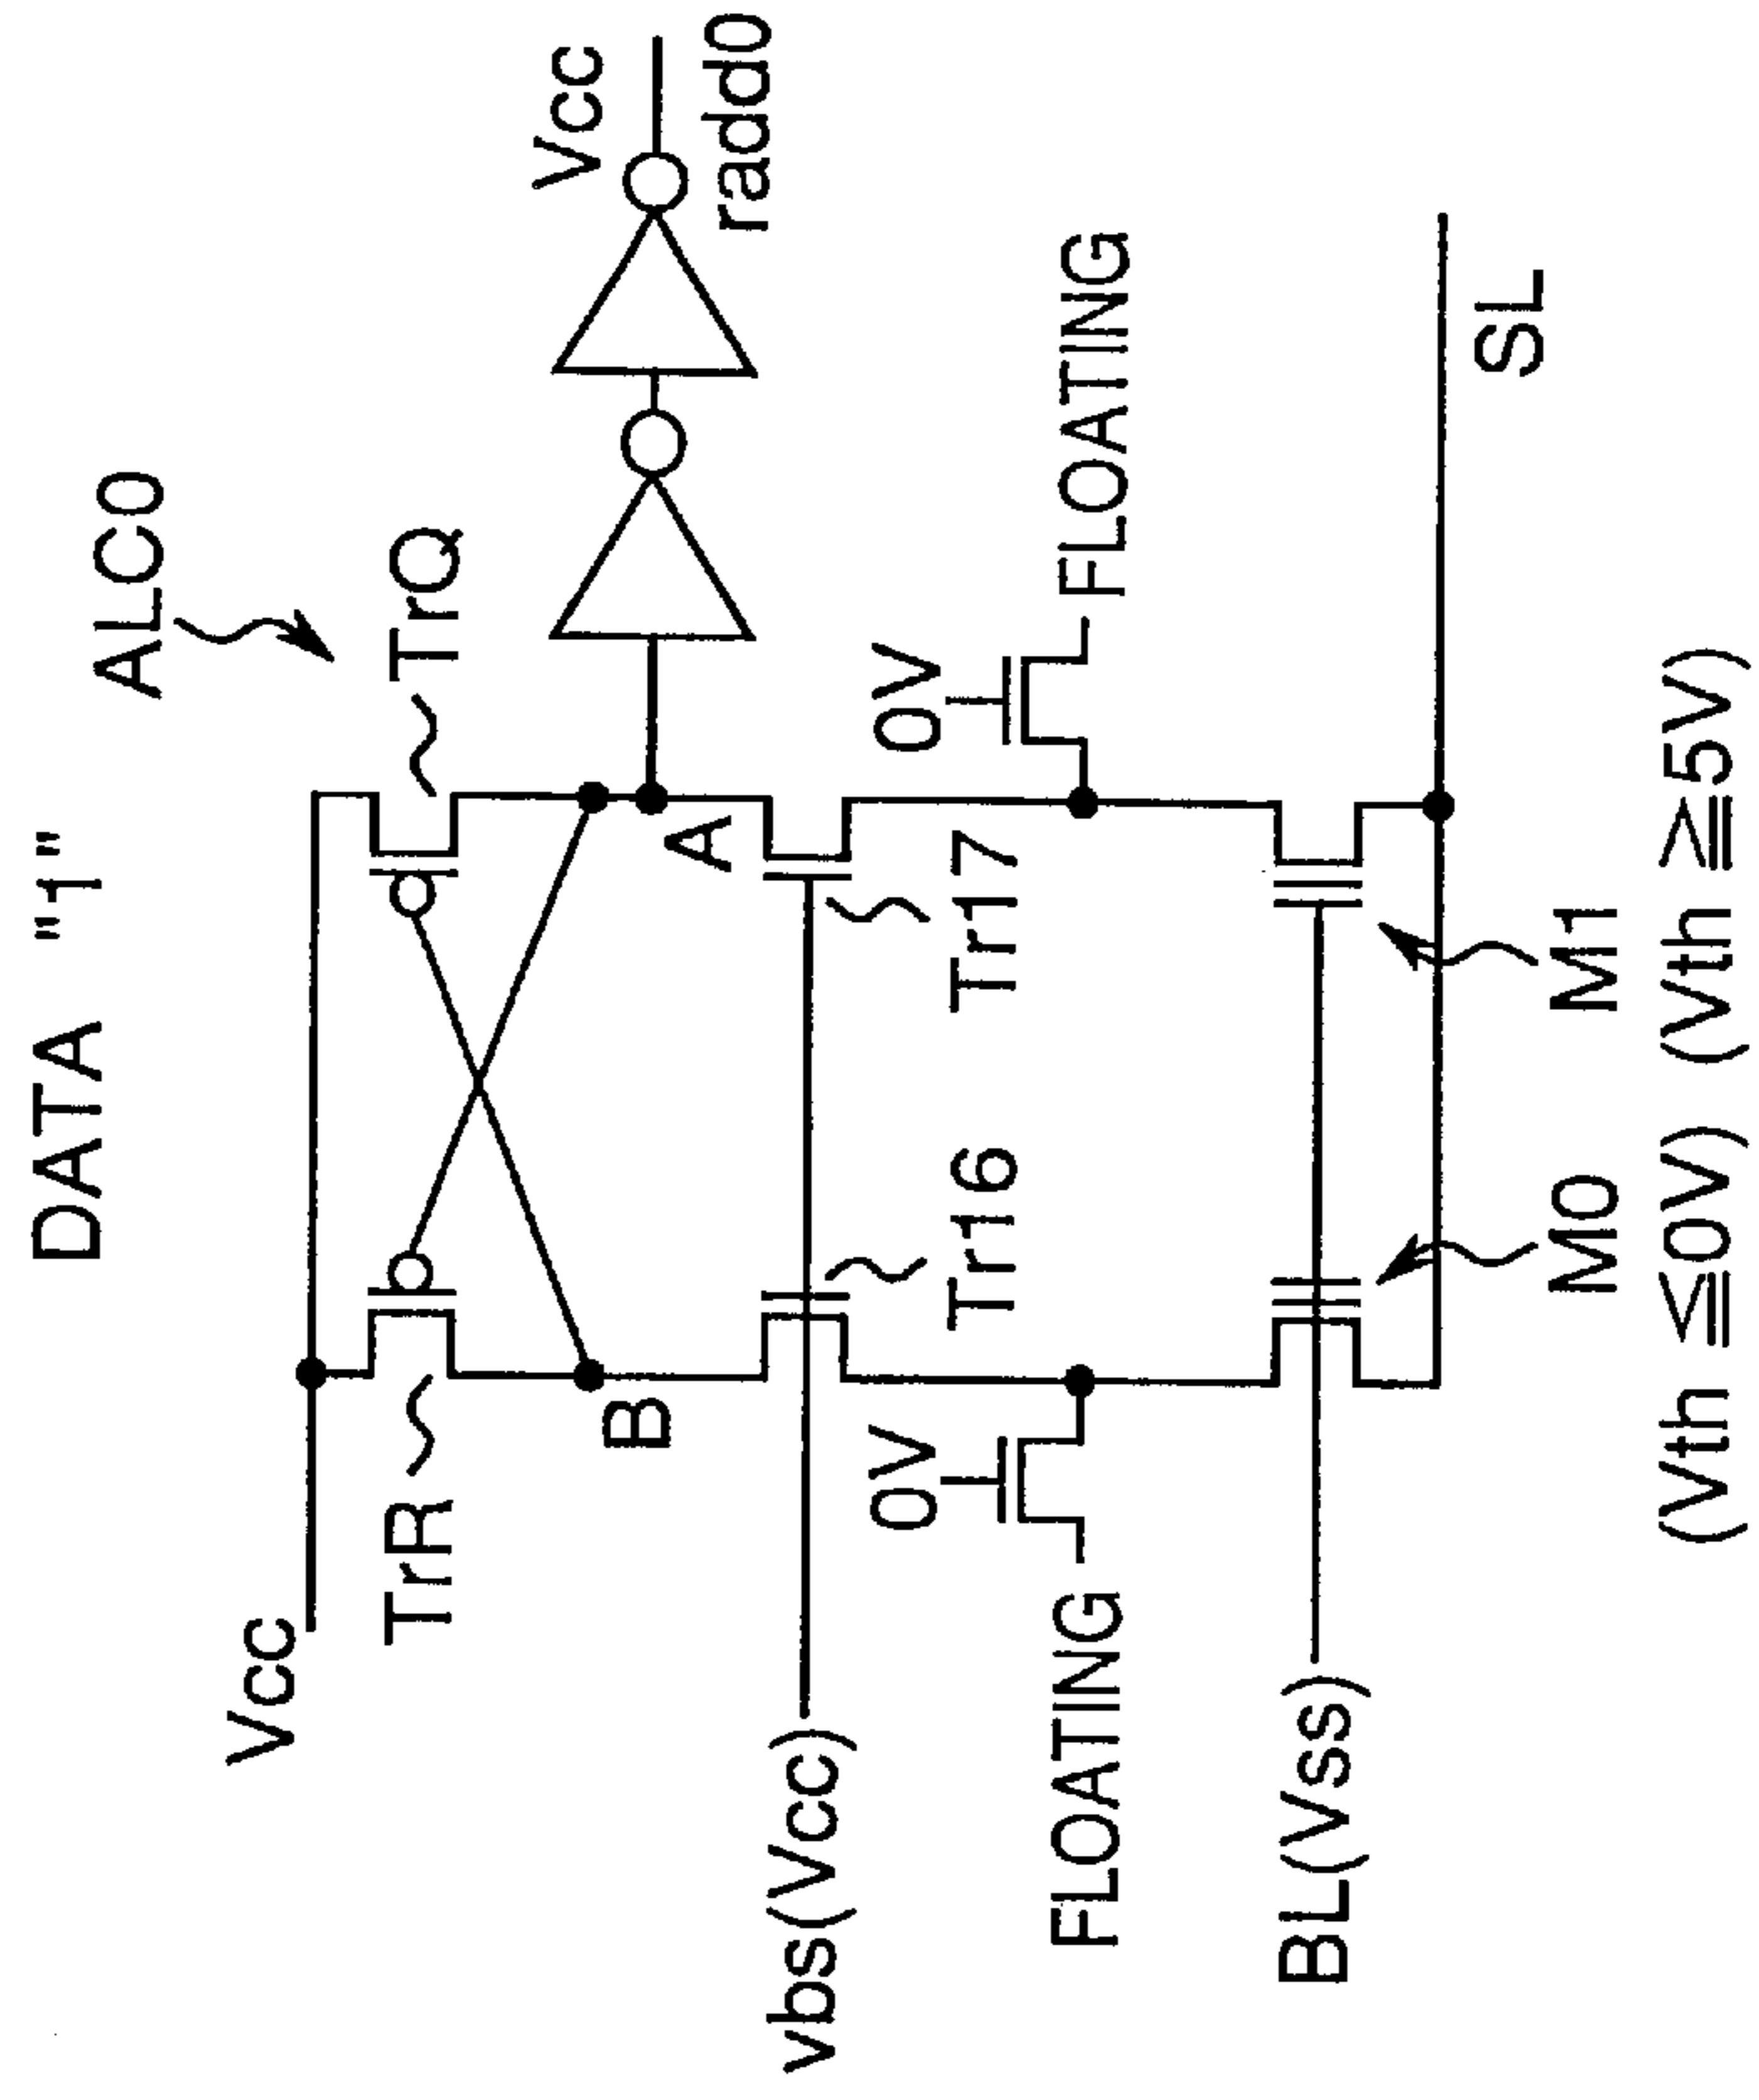 DATA "1"
ALC0
Vcc
TrR
TrQ
Vcc
radd0
B
A
vbs(Vcc)
Tr16
Tr17
0V
0V
FLOATING
FLOATING
BL(Vss)
SL
M0
M1
(Vth ≦0V)
(Vth ≧5V)